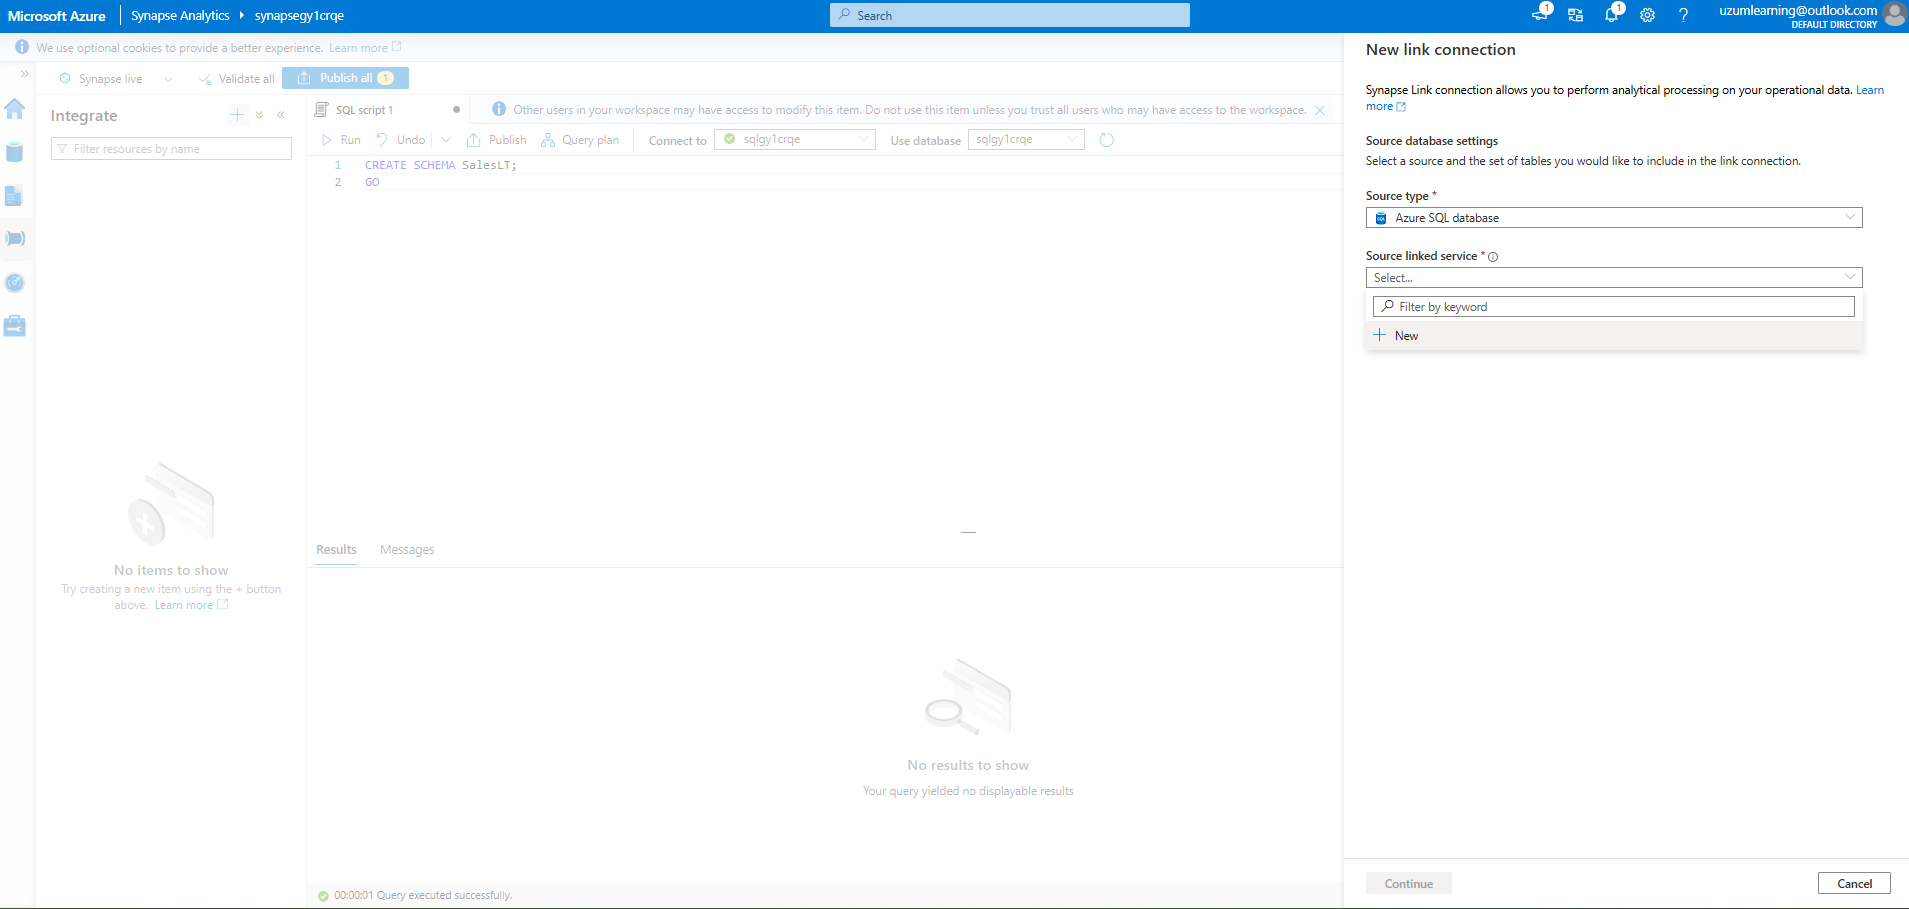 Microsoft Azure
Synapse Analytics
synapsegy1crqe
Search
1
1
uzumlearning@outlook.com
DEFAULT DIRECTORY
We use optional cookies to provide a better experience. Learn more
Synapse live
Validate all
Publish all 1
Integrate
Filter resources by name
No items to show
Try creating a new item using the + button
above. Learn more
SQL script 1
Other users in your workspace may have access to modify this item. Do not use this item unless you trust all users who may have access to the workspace.
Run
Undo
Publish
Query plan
Connect to
sqlgy1crqe
Use database
sqlgy1crqe
1 CREATE SCHEMA SalesLT;
2 GO
Results
Messages
No results to show
Your query yielded no displayable results
00:00:01 Query executed successfully.
New link connection
Synapse Link connection allows you to perform analytical processing on your operational data. Learn
more
Source database settings
Select a source and the set of tables you would like to include in the link connection.
Source type *
Azure SQL database
Source linked service *
Select...
Filter by keyword
New
Continue
Cancel